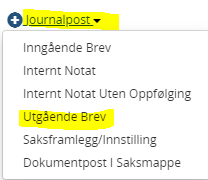 Journalpost
Inngående Brev
Internt Notat
Internt Notat Uten Oppfølging
Utgående Brev
Saksframlegg/Innstilling
Dokumentpost I Saksmappe